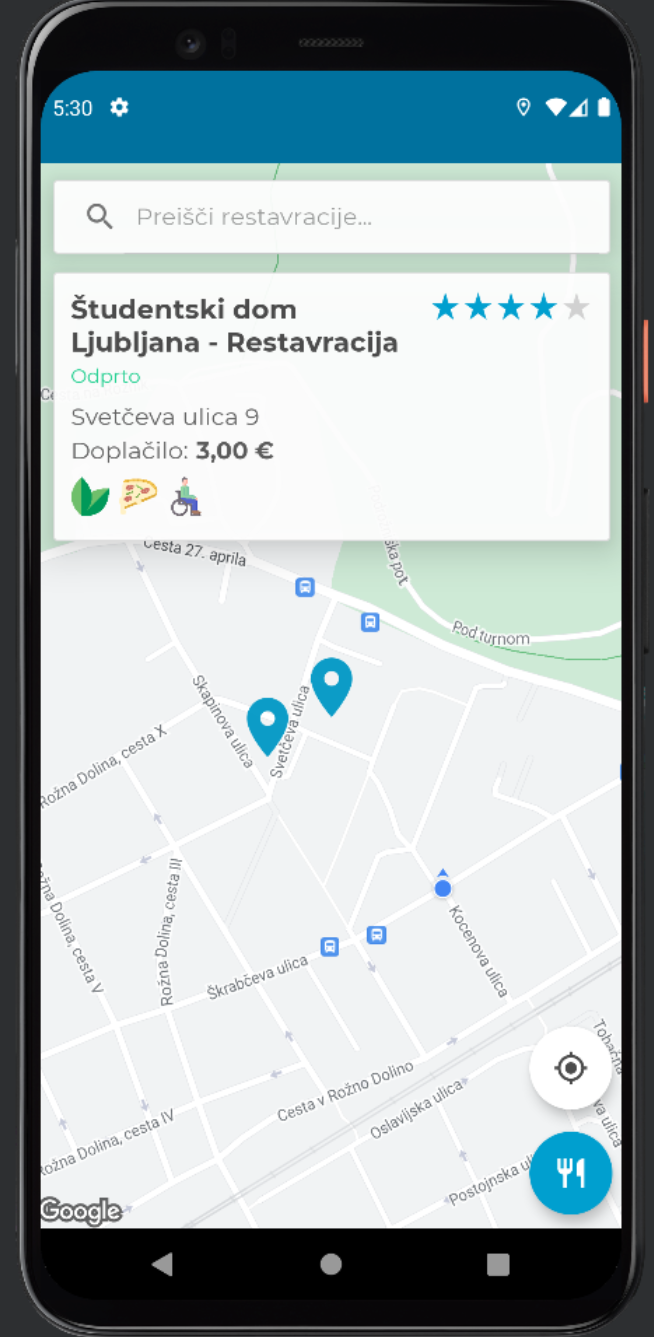 5:30
Preišči restavracije...
Študentski dom
Ljubljana - Restavracija
Odprto
Svetčeva ulica 9
Doplačilo: 3,00 €
Cesta 27. aprila
Pod turnom
Skapinova ulica
Svetčeva ulica
Rožna Dolina, cesta X
Rožna Dolina, cesta III
Rožna Dolina, cesta V
Kocenova ulica
Škrabčeva ulica
Cesta v Rožno Dolino
Oslavijska ulica
Rožna Dolina, cesta IV
Postojnska
Google